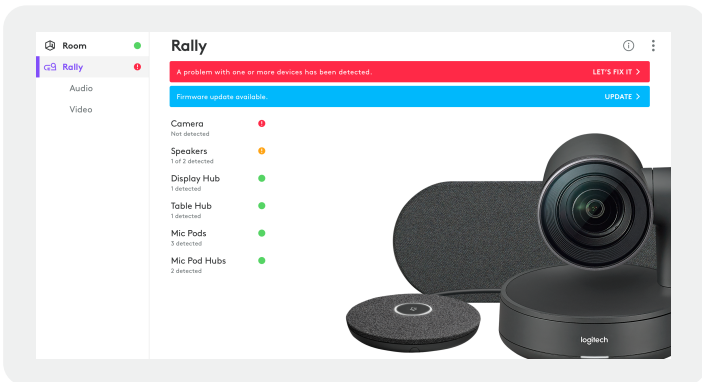 Room
Rally
Audio
Video
Rally
A problem with one or more devices has been detected.
LET'S FIX IT >
Firmware update available.
UPDATE >
Camera
Not detected
Speakers
1 of 2 detected
Display Hub
1 detected
Table Hub
1 detected
Mic Pods
3 detected
Mic Pod Hubs
2 detected
logitech